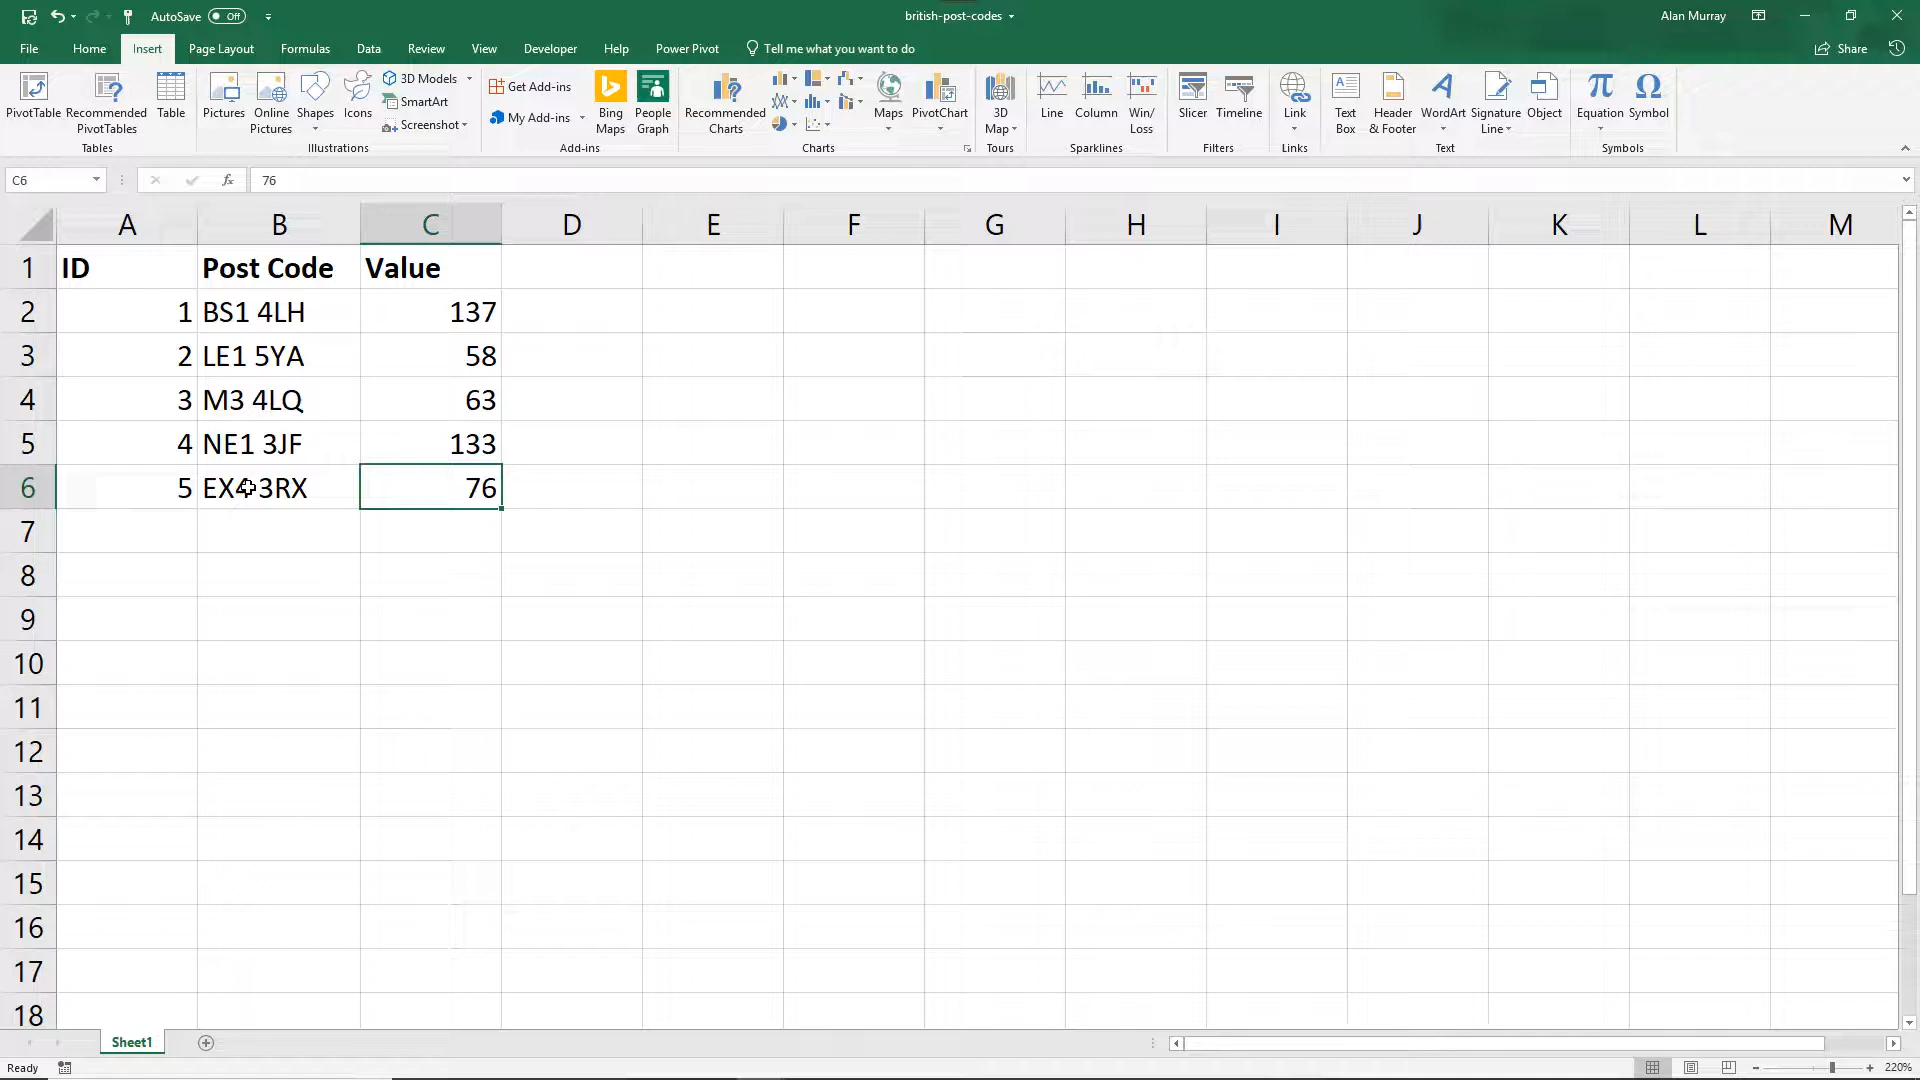 AutoSave Off
british-post-codes
Alan Murray
File Home Insert Page Layout Formulas Data Review View Developer Help Power Pivot Tell me what you want to do Share
PivotTable
Recommended PivotTables
Table
Tables
Pictures
Online Pictures
Shapes
Icons
3D Models
SmartArt
Screenshot
Illustrations
Get Add-ins
My Add-ins
Bing Maps
People Graph
Add-ins
Recommended Charts
Maps
PivotChart
Charts
3D Map
Tours
Line
Column
Win/Loss
Sparklines
Slicer
Timeline
Filters
Link
Links
Text Box
Header & Footer
WordArt
Signature Line
Object
Text
Equation
Symbol
Symbols
C6 fx 76
A B C D E F G H I J K L M
1 ID Post Code Value
2 1 BS1 4LH 137
3 2 LE1 5YA 58
4 3 M3 4LQ 63
5 4 NE1 3JF 133
6 5 EX4 3RX 76
7
8
9
10
11
12
13
14
15
16
17
18
Sheet1
Ready 220%